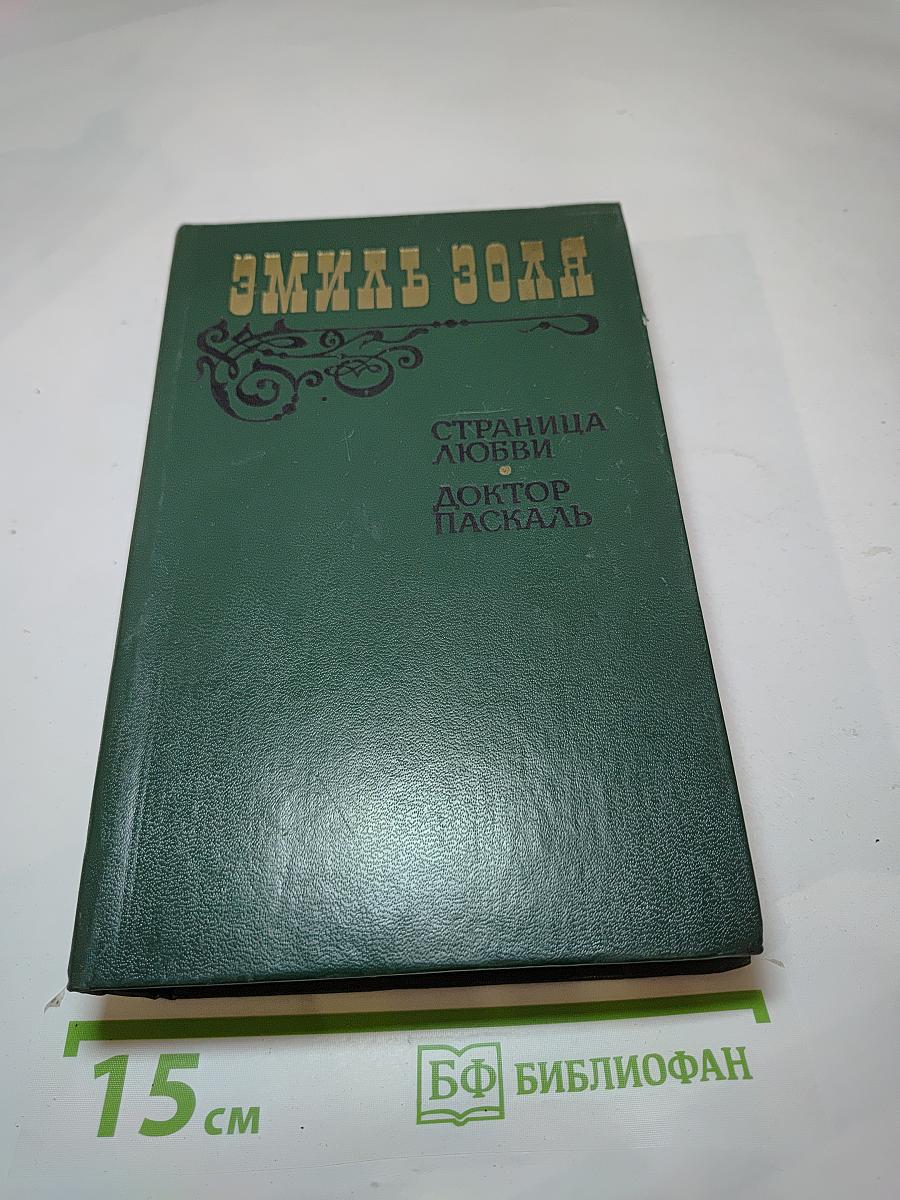 ЭМИЛЬ ЗОЛЯ
СТРАНИЦА
ЛЮБВИ
ДОКТОР
ПАСКАЛЬ
15 см
БФ БИБЛИОФАН